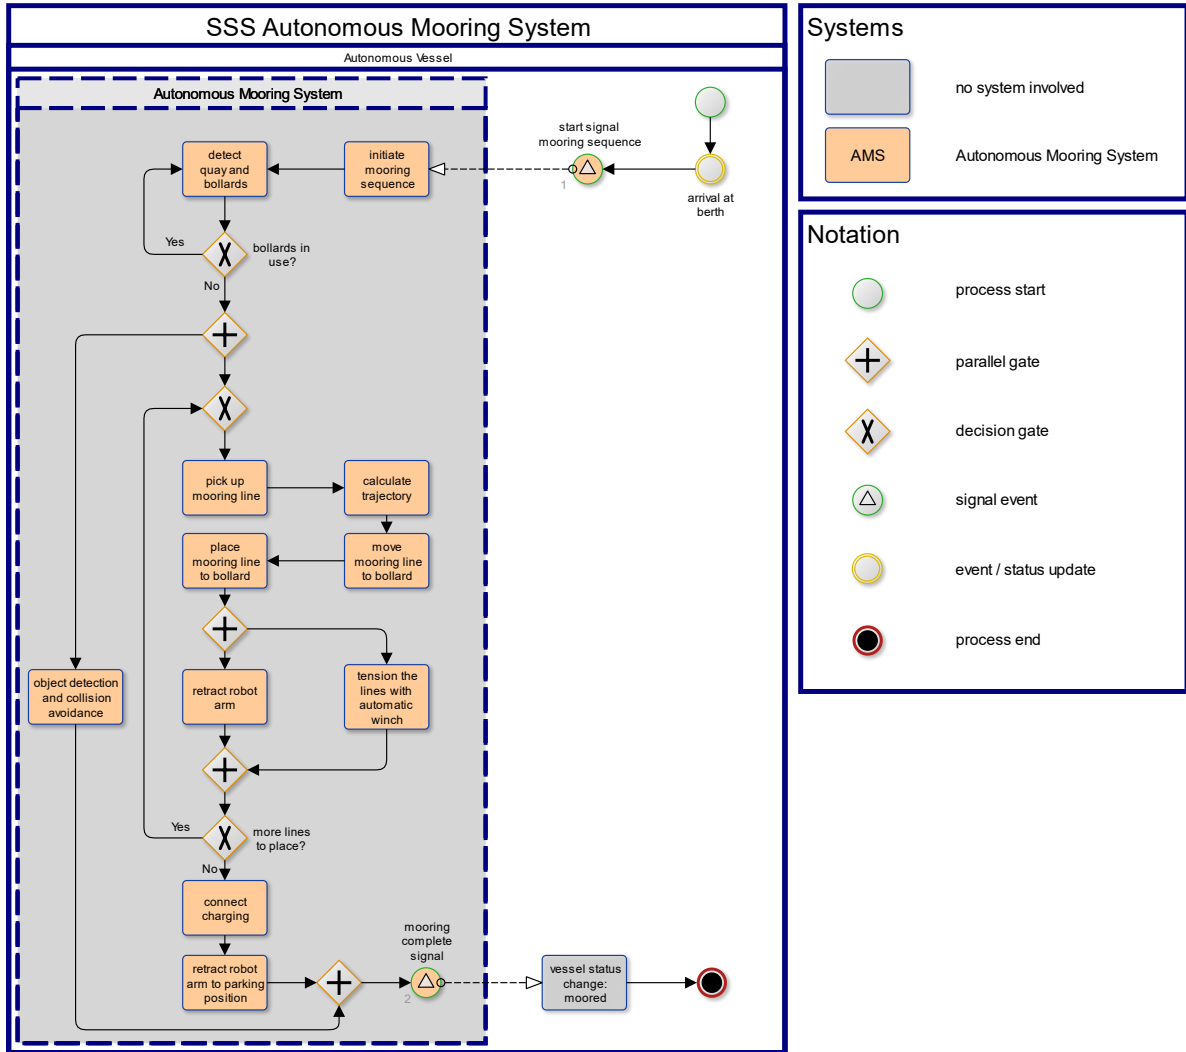 SSS Autonomous Mooring System
Autonomous Vessel
Autonomous Mooring System
start signal
mooring sequence
1
arrival at
berth
initiate
mooring
sequence
detect
quay and
bollards
Yes
bollards in
use?
No
pick up
mooring line
calculate
trajectory
place
mooring line
to bollard
move
mooring line
to bollard
object detection
and collision
avoidance
retract robot
arm
tension the
lines with
automatic
winch
Yes
more lines
to place?
No
connect
charging
retract robot
arm to parking
position
mooring
complete
signal
2
vessel status
change:
moored
Systems
no system involved
AMS
Autonomous Mooring System
Notation
process start
parallel gate
decision gate
signal event
event / status update
process end